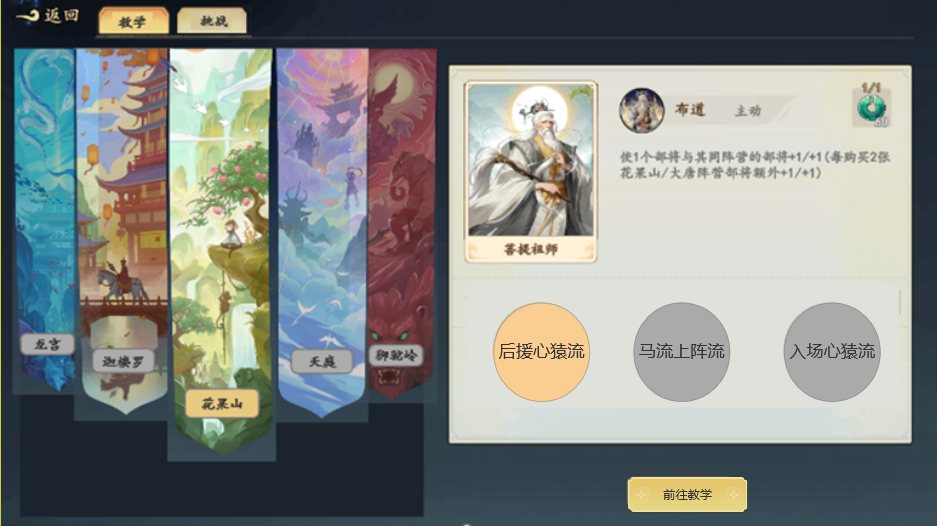 返回
教学
挑战
龙宫
迦楼罗
花果山
天庭
狮驼岭
菩提祖师
布道
主动
1/1
使1个部将与其同阵营的部将+1/+1(每购买2张
花果山/大唐阵营部将额外+1/+1)
后援心猿流
马流上阵流
入场心猿流
前往教学